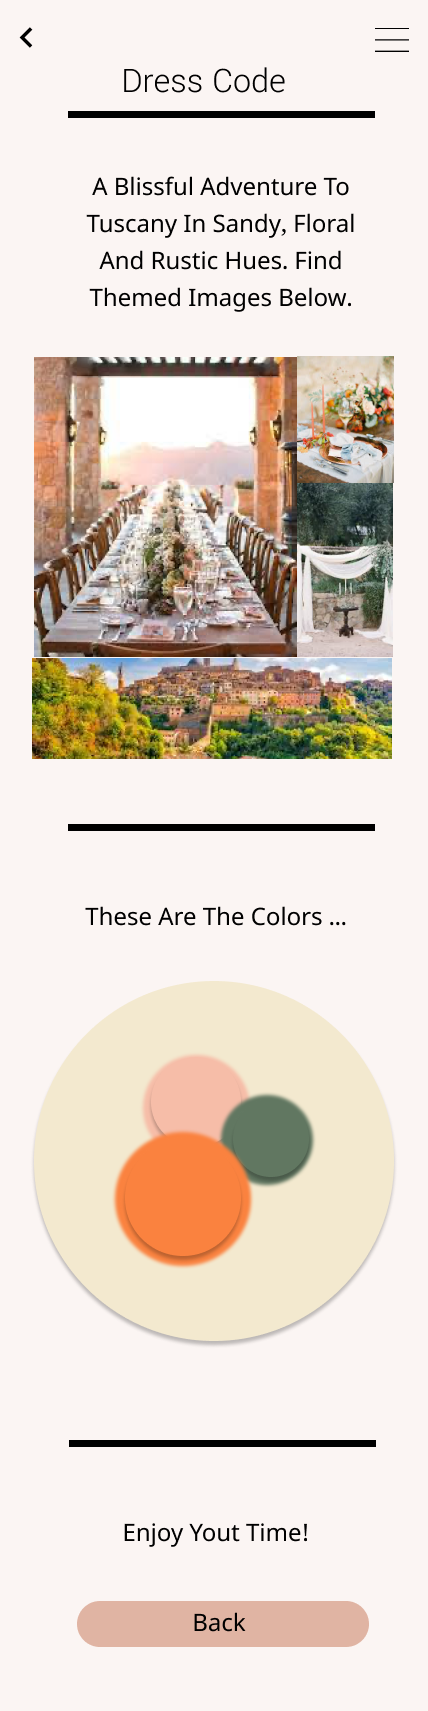 Dress Code
A Blissful Adventure To
Tuscany In Sandy, Floral
And Rustic Hues. Find
Themed Images Below.
These Are The Colors ...
Enjoy Yout Time!
Back